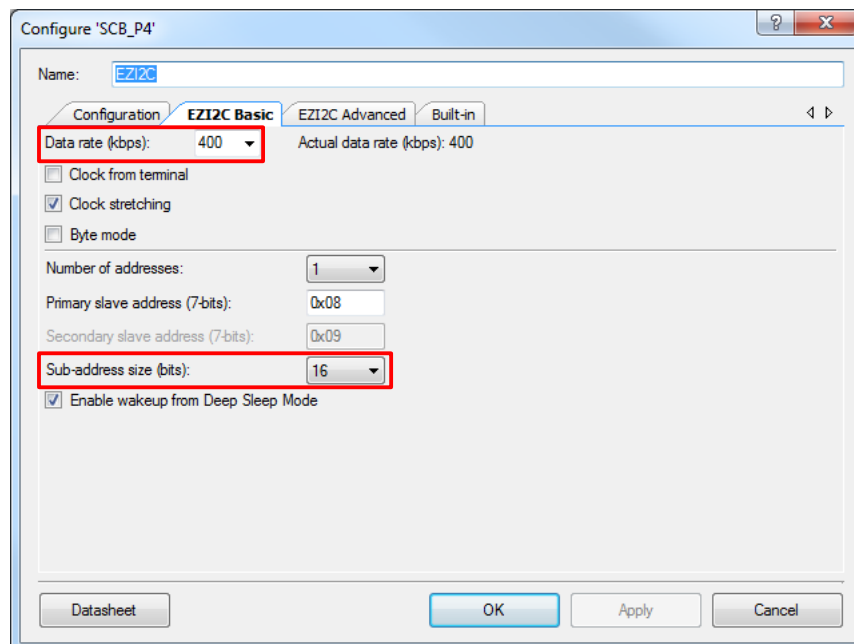 Configure 'SCB_P4'
Name: EZI2C
Configuration EZI2C Basic EZI2C Advanced Built-in
Data rate (kbps): 400 Actual data rate (kbps): 400
Clock from terminal
Clock stretching
Byte mode
Number of addresses: 1
Primary slave address (7-bits): 0x08
Secondary slave address (7-bits): 0x09
Sub-address size (bits): 16
Enable wakeup from Deep Sleep Mode
Datasheet OK Apply Cancel